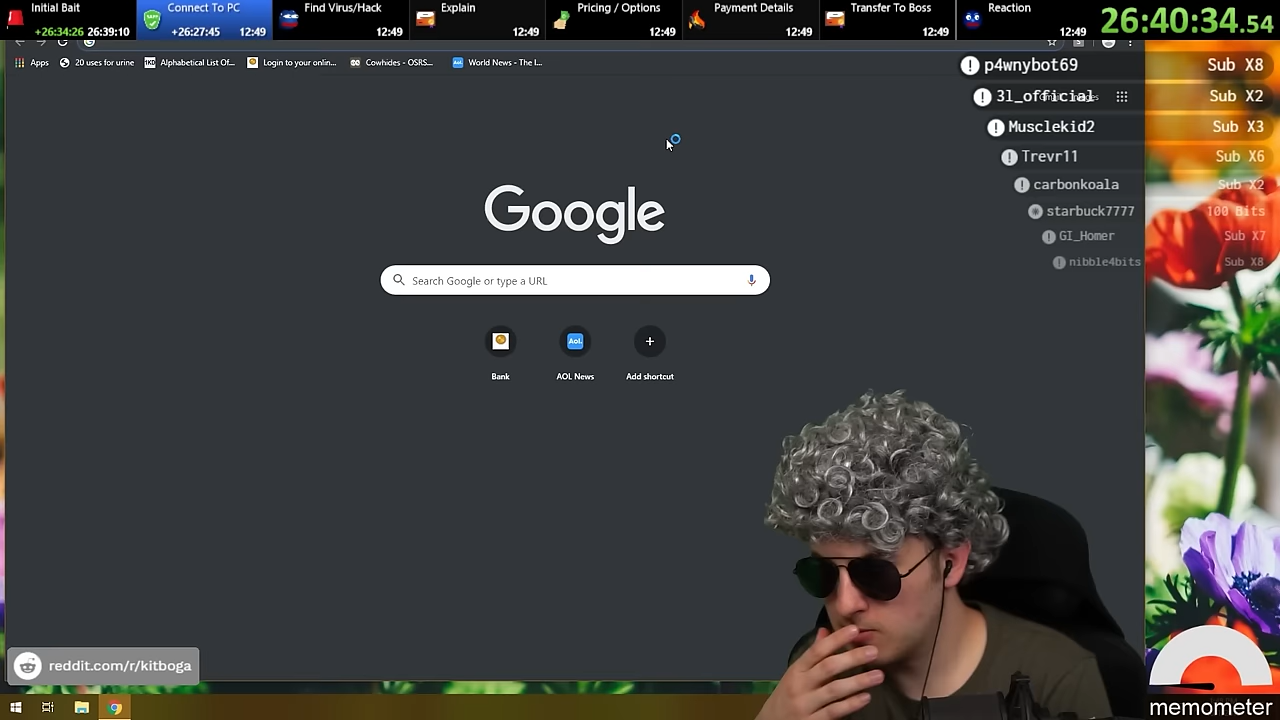 Initial Bait
+26:34:26 26:39:10
Connect To PC
+26:27:45 12:49
Find Virus/Hack
12:49
Explain
12:49
Pricing / Options
12:49
Payment Details
12:49
Transfer To Boss
12:49
Reaction
12:49
26:40:34.54
Apps
20 uses for urine
Alphabetical List Of...
Login to your onlin...
Cowhides - OSRS...
World News - The I...
p4wnybot69 Sub X8
3l_official Sub X2
Musclekid2 Sub X3
Trevr11 Sub X6
carbonkoala Sub X2
starbuck7777 100 Bits
GI_Homer Sub X7
nibble4bits Sub X8
Google
Search Google or type a URL
Aol.
Bank
AOL News
Add shortcut
reddit.com/r/kitboga
memometer